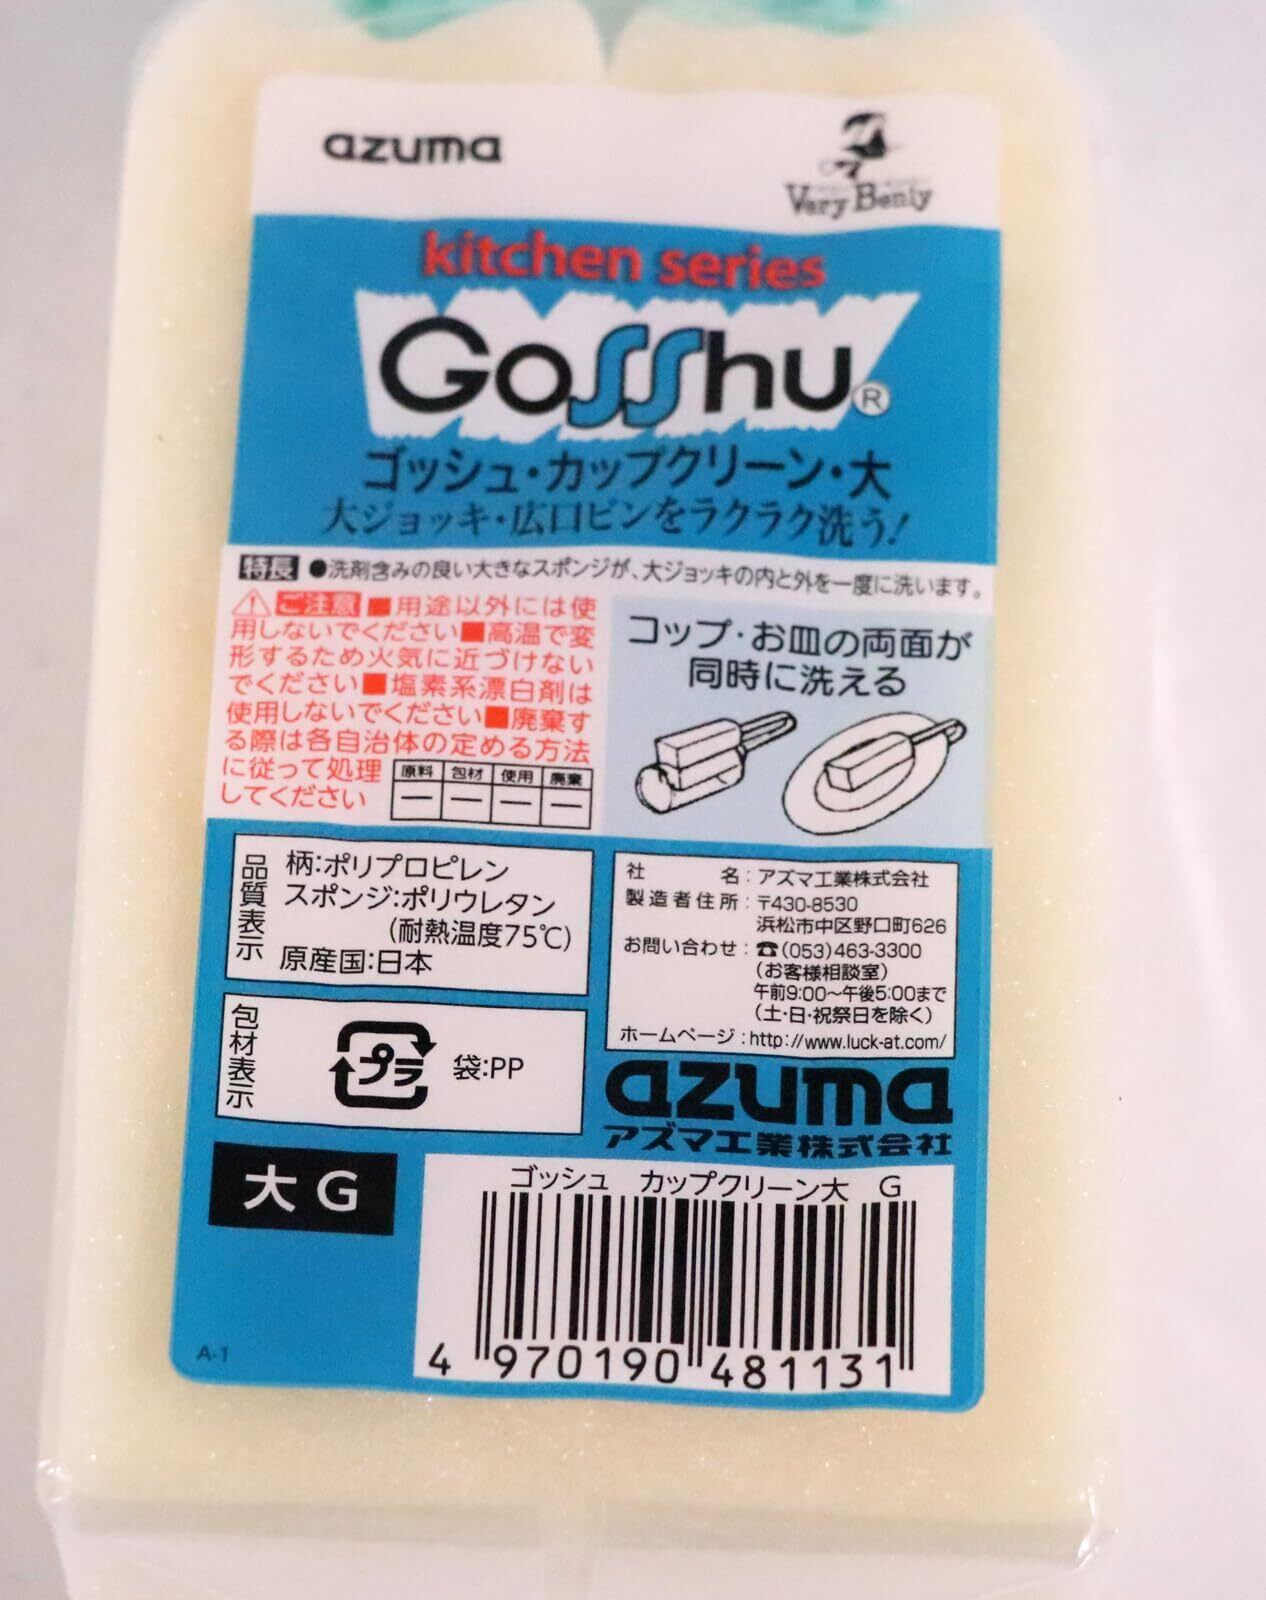 azuma
Very Benly
kitchen series
GoSShu®
ゴッシュ・カップクリーン・大
大ジョッキ・広口ビンをラクラク洗う!
特長 ●洗剤含みの良い大きなスポンジが、大ジョッキの内と外を一度に洗います。
⚠ ご注意 ■用途以外には使
用しないでください■高温で変
形するため火気に近づけない
でください■塩素系漂白剤は
使用しないでください■廃棄す
る際は各自治体の定める方法
に従って処理
してください
原料 包材 使用 廃棄
— — — —
コップ・お皿の両面が
同時に洗える
品質表示
柄:ポリプロピレン
スポンジ:ポリウレタン
(耐熱温度75℃)
原産国:日本
包材表示
プラ 袋:PP
社名:アズマ工業株式会社
製造者住所:〒430-8530
浜松市中区野口町626
お問い合わせ:☎(053)463-3300
(お客様相談室)
午前9:00〜午後5:00まで
(土・日・祝祭日を除く)
ホームページ:http://www.luck-at.com/
azuma
アズマ工業株式会社
大 G
ゴッシュ カップクリーン大 G
4 970190 481131
A-1